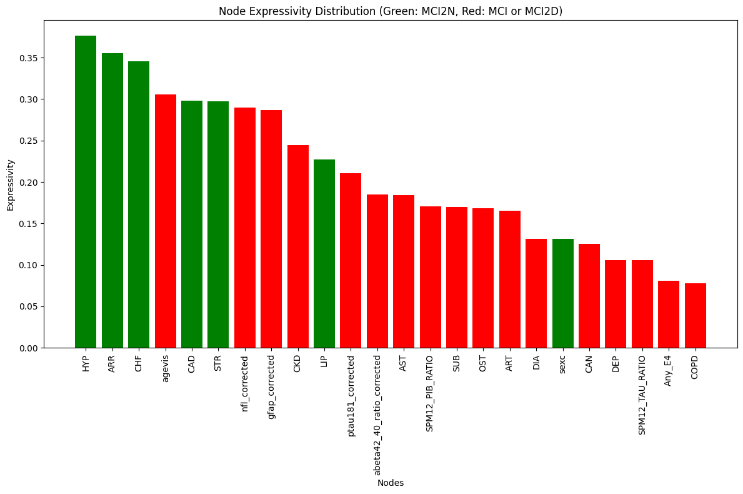 Node Expressivity Distribution (Green: MCI2N, Red: MCI or MCI2D)
Expressivity
0.35
0.30
0.25
0.20
0.15
0.10
0.05
0.00
HYP
ARR
CHF
agevis
CAD
STR
nfl_corrected
gfap_corrected
CKD
LIP
ptau181_corrected
abeta42_40_ratio_corrected
AST
SPM12_PIB_RATIO
SUB
OST
ART
DIA
sexc
CAN
DEP
SPM12_TAU_RATIO
Any_E4
COPD
Nodes